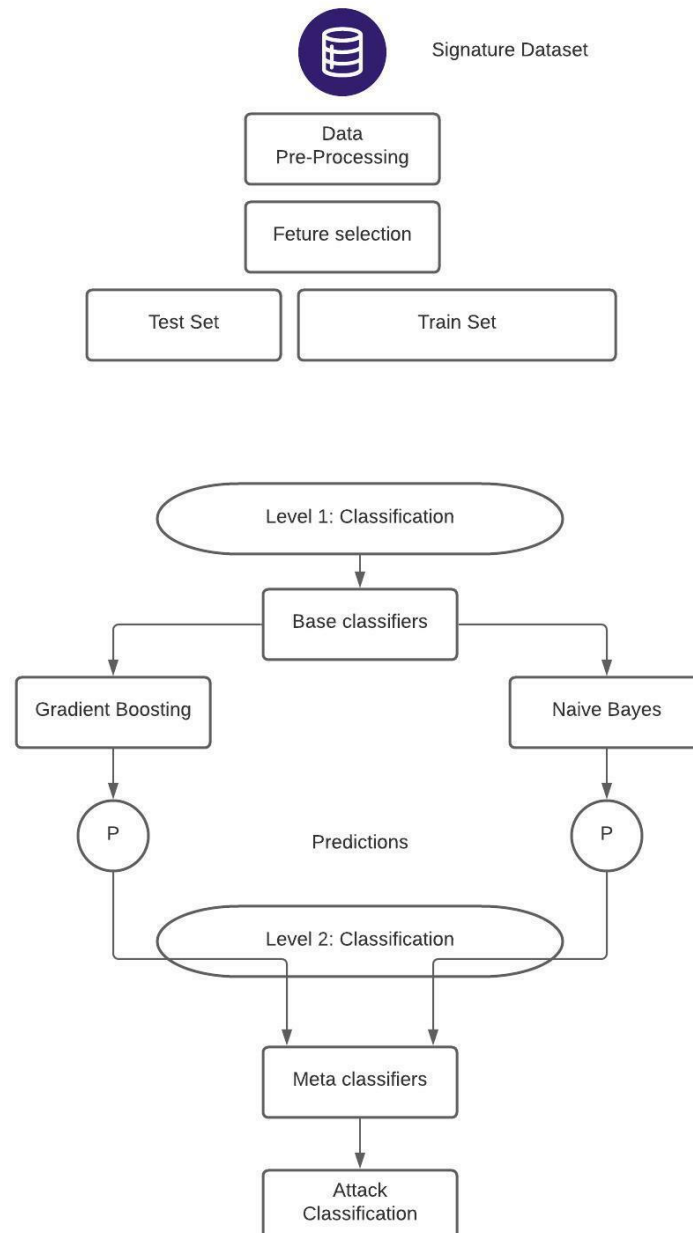 Signature Dataset
Data
Pre-Processing
Feture selection
Test Set
Train Set
Level 1: Classification
Base classifiers
Gradient Boosting
Naive Bayes
P
P
Predictions
Level 2: Classification
Meta classifiers
Attack
Classification